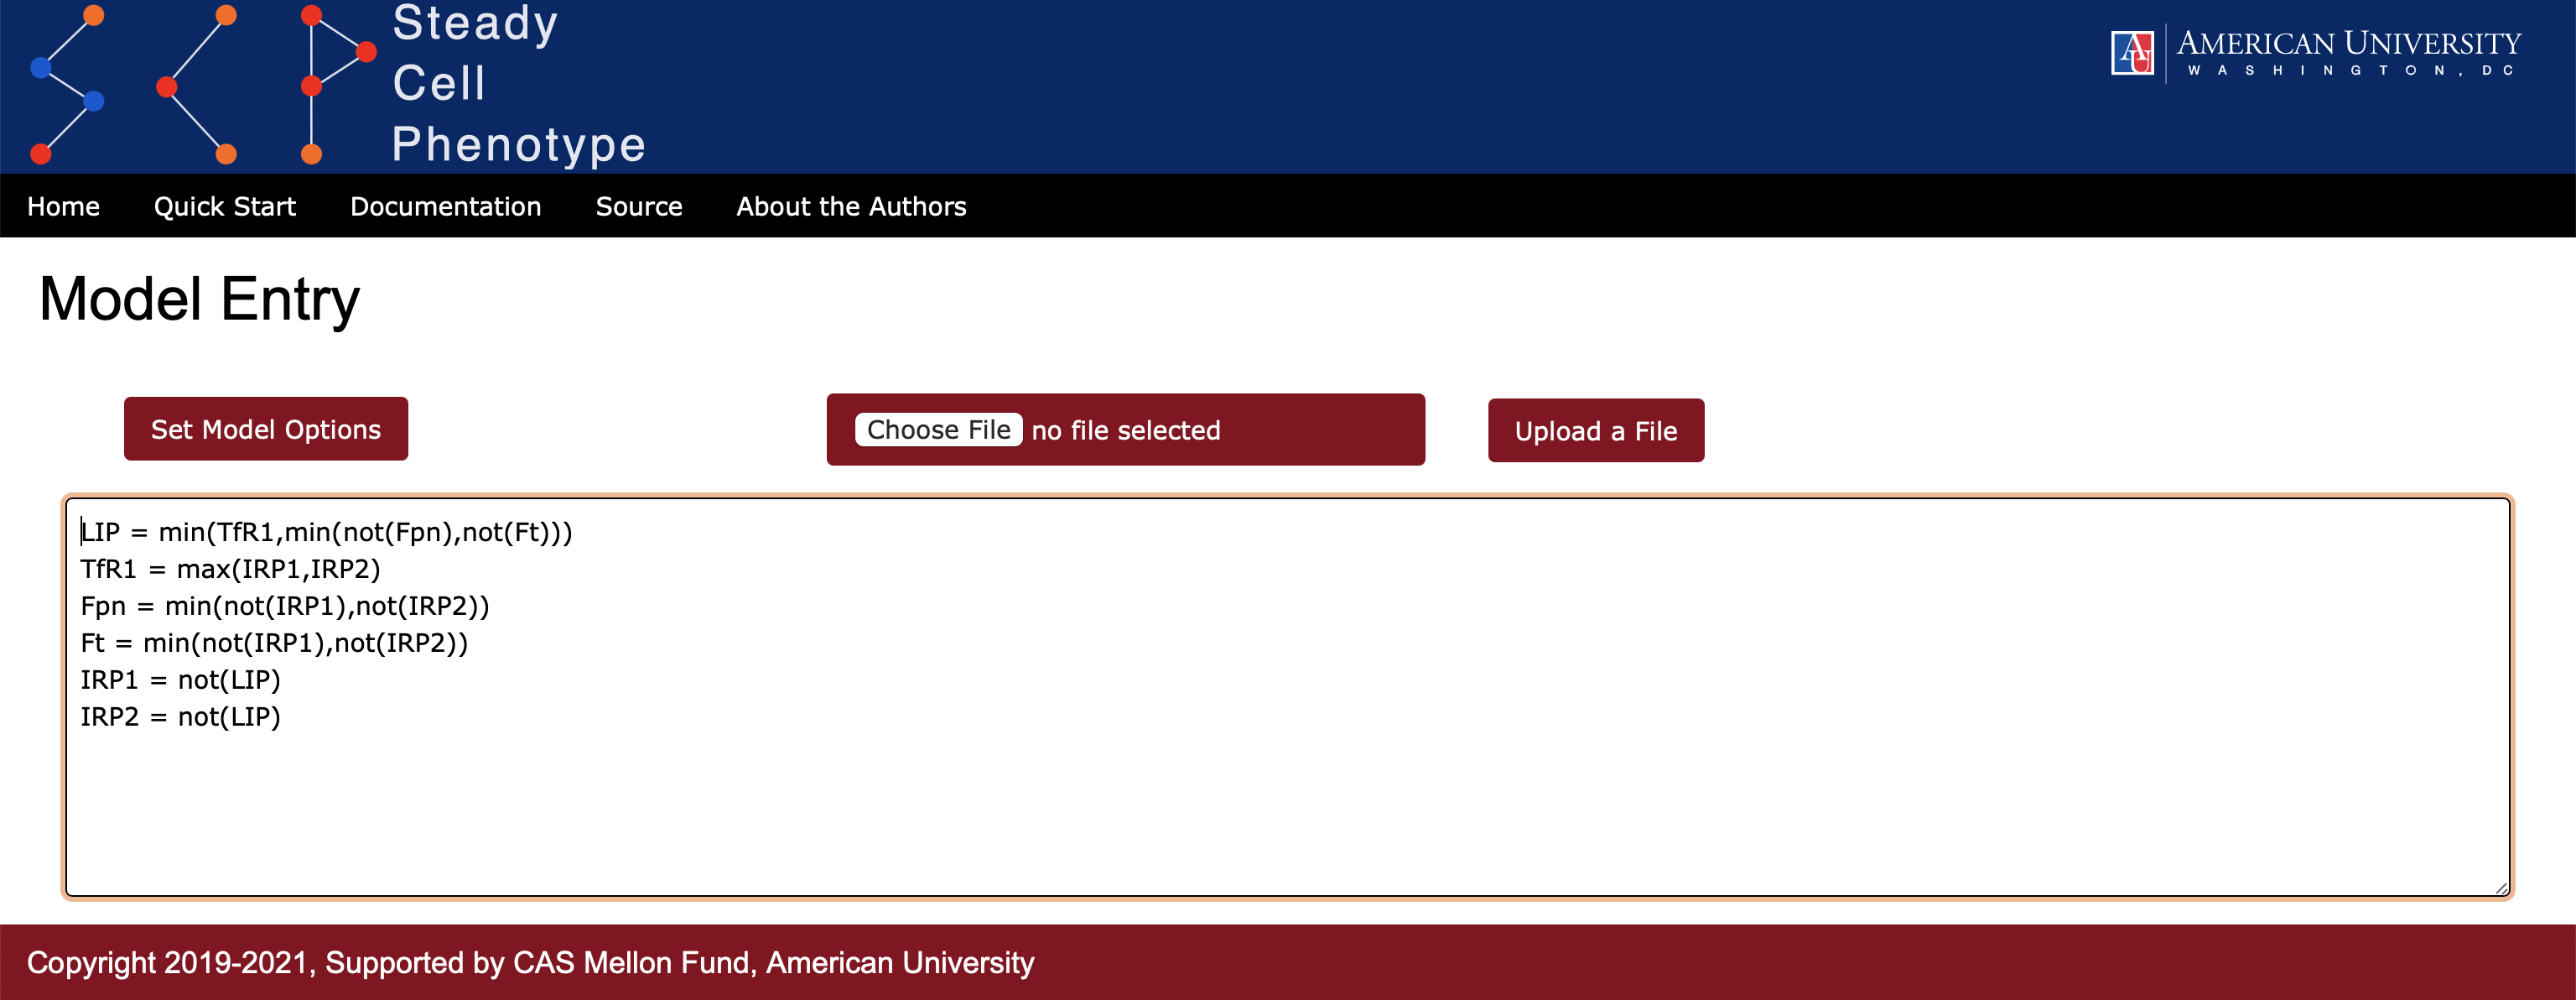 Steady
Cell
Phenotype
AU
AMERICAN UNIVERSITY
WASHINGTON, DC
Home Quick Start Documentation Source About the Authors
Model Entry
Set Model Options Choose File no file selected Upload a File
LIP = min(TfR1,min(not(Fpn),not(Ft)))
TfR1 = max(IRP1,IRP2)
Fpn = min(not(IRP1),not(IRP2))
Ft = min(not(IRP1),not(IRP2))
IRP1 = not(LIP)
IRP2 = not(LIP)
Copyright 2019-2021, Supported by CAS Mellon Fund, American University